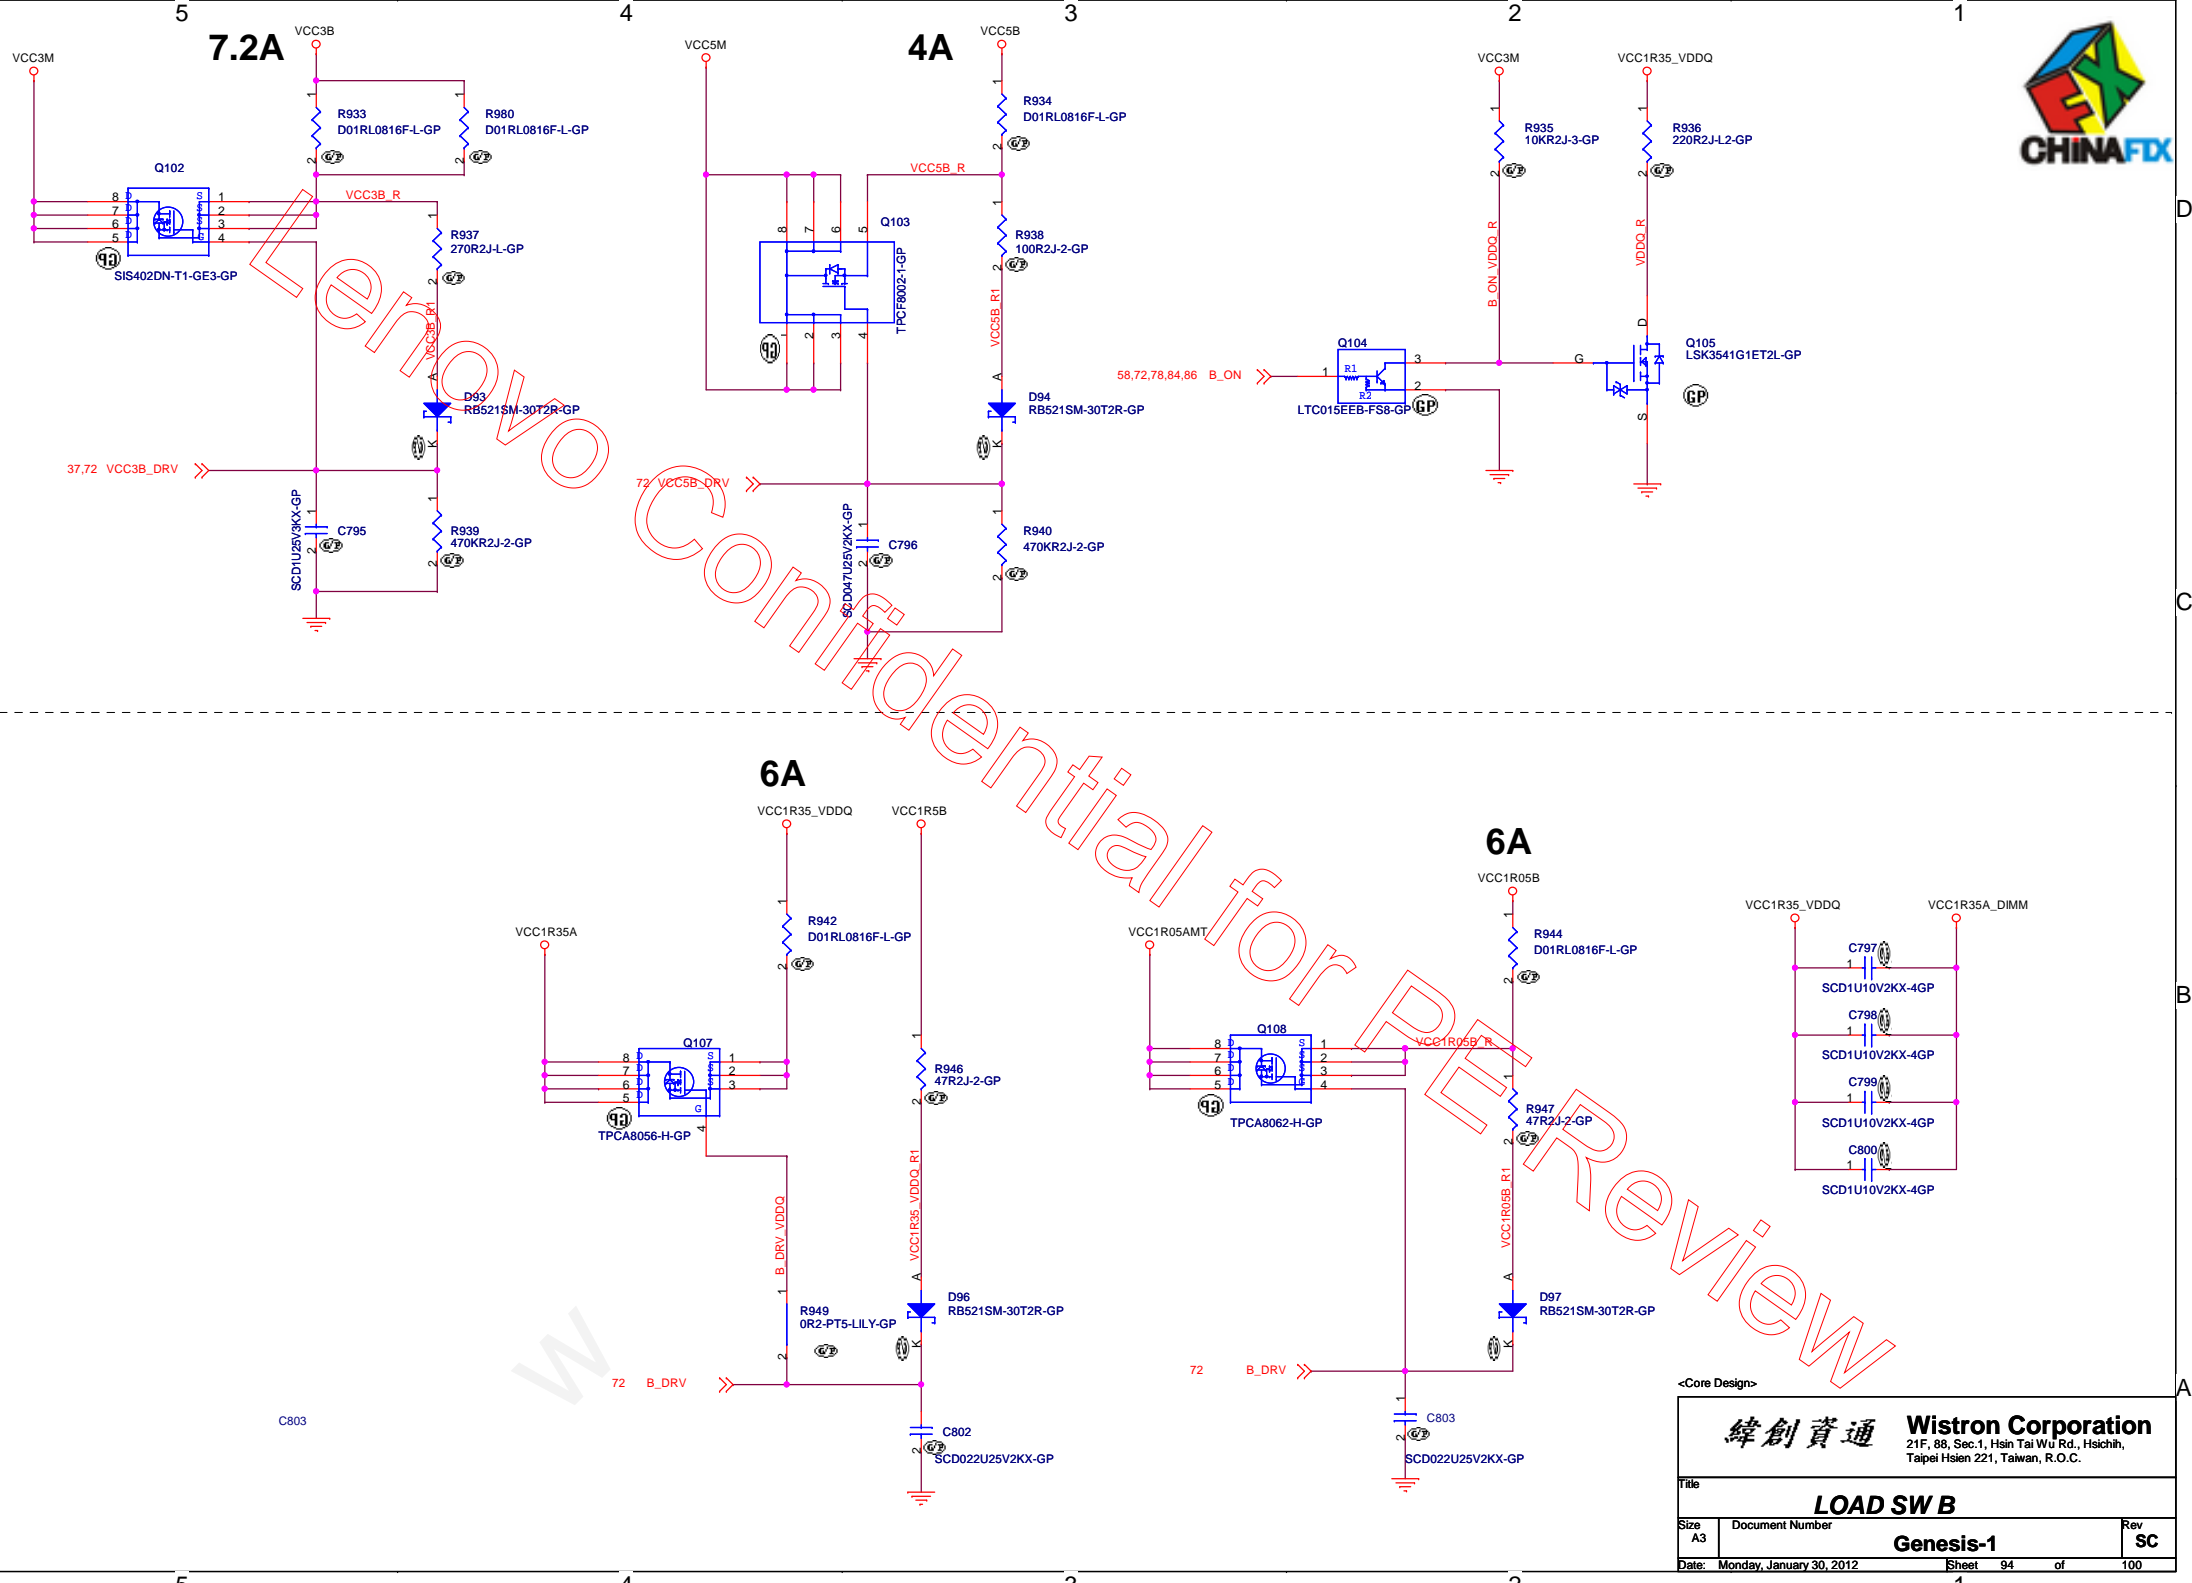 5 4 3 2 1
7.2A
VCC3M
VCC3B
R933
D01RL0816F-L-GP
R980
D01RL0816F-L-GP
Q102
SIS402DN-T1-GE3-GP
VCC3B_R
R937
270R2J-L-GP
VCC3B_R1
D93
RB521SM-30T2R-GP
37,72 VCC3B_DRV
SCD1U25V3KX-GP
C795
R939
470KR2J-2-GP
4A
VCC5M
VCC5B
R934
D01RL0816F-L-GP
VCC5B_R
Q103
TPCF8002-1-GP
R938
100R2J-2-GP
VCC5B_R1
D94
RB521SM-30T2R-GP
72 VCC5B_DRV
SCD047U25V2KX-GP
C796
R940
470KR2J-2-GP
VCC3M
VCC1R35_VDDQ
R935
10KR2J-3-GP
R936
220R2J-L2-GP
B_ON_VDDQ_R
VDDQ_R
58,72,78,84,86 B_ON
Q104
R1
R2
LTC015EEB-FS8-GP
Q105
LSK3541G1ET2L-GP
G
D
S
CHINAFIX
D
C
B
A
Lenovo Confidential for PE Review
6A
VCC1R35_VDDQ
VCC1R5B
VCC1R35A
R942
D01RL0816F-L-GP
Q107
TPCA8056-H-GP
R946
47R2J-2-GP
B_DRV_VDDQ
VCC1R35_VDDQ_R1
R949
0R2-PT5-LILY-GP
D96
RB521SM-30T2R-GP
72 B_DRV
C802
SCD022U25V2KX-GP
C803
W
6A
VCC1R05B
VCC1R05AMT
R944
D01RL0816F-L-GP
Q108
TPCA8062-H-GP
VCC1R05B_R
R947
47R2J-2-GP
VCC1R05B_R1
D97
RB521SM-30T2R-GP
72 B_DRV
C803
SCD022U25V2KX-GP
VCC1R35_VDDQ
VCC1R35A_DIMM
C797
SCD1U10V2KX-4GP
C798
SCD1U10V2KX-4GP
C799
SCD1U10V2KX-4GP
C800
SCD1U10V2KX-4GP
<Core Design>
緯創資通
Wistron Corporation
21F, 88, Sec.1, Hsin Tai Wu Rd., Hsichih,
Taipei Hsien 221, Taiwan, R.O.C.
Title
LOAD SW B
Size
A3
Document Number
Genesis-1
Rev
SC
Date: Monday, January 30, 2012
Sheet 94 of 100